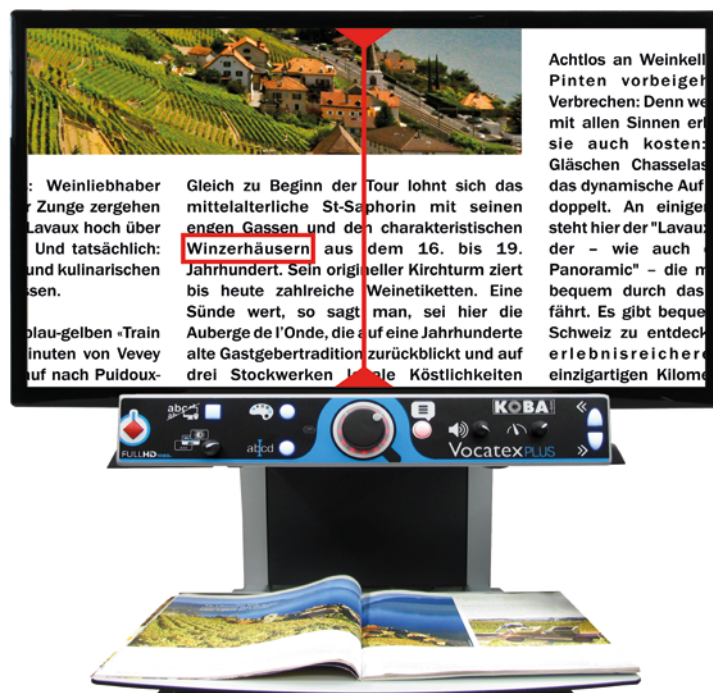 : Weinliebhaber
Zunge zergehen
Lavaux hoch über
Und tatsächlich:
und kulinarischen
ssen.
blau-gelben «Train
inuten von Vevey
uf nach Puidoux-
Gleich zu Beginn der Tour lohnt sich das
mittelalterliche St-Saphorin mit seinen
engen Gassen und den charakteristischen
Winzerhäusern aus dem 16. bis 19.
Jahrhundert. Sein origineller Kirchturm ziert
bis heute zahlreiche Weinetiketten. Eine
Sünde wert, so sagt man, sei hier die
Auberge de l'Onde, die auf eine Jahrhunderte
alte Gastgebertradition zurückblickt und auf
drei Stockwerken lokale Köstlichkeiten
Achtlos an Weinkell
Pinten vorbeigeh
Verbrechen: Denn we
mit allen Sinnen erl
sie auch kosten:
Gläschen Chasselas
das dynamische Auf
doppelt. An einige
steht hier der "Lavaux
der – wie auch
Panoramic" – die m
bequem durch das
fährt. Es gibt beque
Schweiz zu entdeck
erlebnisreichere
einzigartigen Kilome
abcd
KOBA
FULLHD
abcd
Vocatex PLUS